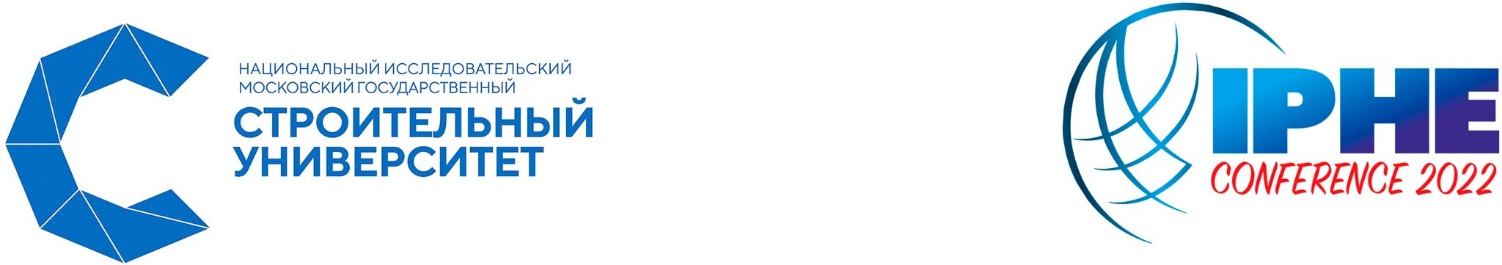 НАЦИОНАЛЬНЫЙ ИССЛЕДОВАТЕЛЬСКИЙ
МОСКОВСКИЙ ГОСУДАРСТВЕННЫЙ
СТРОИТЕЛЬНЫЙ
УНИВЕРСИТЕТ
IPHE
CONFERENCE 2022